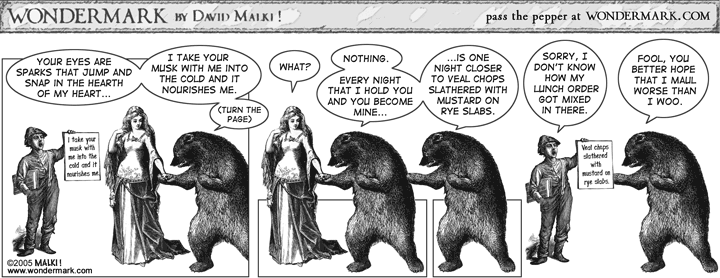 WONDERMARK BY DAVID MALKI !
pass the pepper at WONDERMARK.COM
YOUR EYES ARE
SPARKS THAT JUMP AND
SNAP IN THE HEARTH
OF MY HEART...
I TAKE YOUR
MUSK WITH ME INTO
THE COLD AND IT
NOURISHES ME.
(TURN THE
PAGE)
I take your
musk with
me into the
cold and it
nourishes me.
©2005 MALKI !
www.wondermark.com
WHAT?
NOTHING.
EVERY NIGHT
THAT I HOLD YOU
AND YOU BECOME
MINE...
...IS ONE
NIGHT CLOSER
TO VEAL CHOPS
SLATHERED WITH
MUSTARD ON
RYE SLABS.
SORRY, I
DON'T KNOW
HOW MY
LUNCH ORDER
GOT MIXED
IN THERE.
Veal chops
slathered
with
mustard on
rye slabs.
FOOL, YOU
BETTER HOPE
THAT I MAUL
WORSE THAN
I WOO.